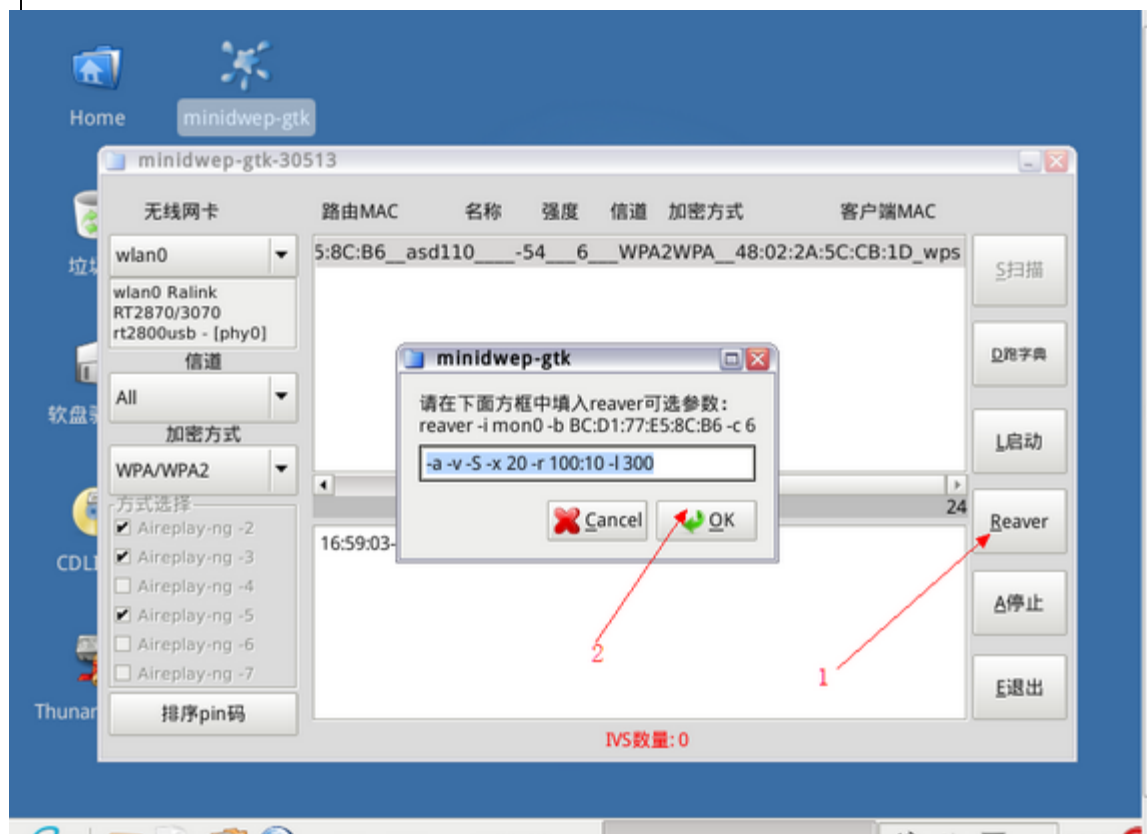 Home
minidwep-gtk
minidwep-gtk-30513
无线网卡
路由MAC 名称 强度 信道 加密方式 客户端MAC
wlan0
5:8C:B6__asd110____-54___6___WPA2WPA__48:02:2A:5C:CB:1D_wps
S扫描
wlan0 Ralink
RT2870/3070
rt2800usb - [phy0]
信道
All
D跑字典
minidwep-gtk
请在下面方框中填入reaver可选参数:
reaver -i mon0 -b BC:D1:77:E5:8C:B6 -c 6
-a -v -S -x 20 -r 100:10 -l 300
Cancel
OK
加密方式
WPA/WPA2
L启动
方式选择
Aireplay-ng -2
Aireplay-ng -3
Aireplay-ng -4
Aireplay-ng -5
Aireplay-ng -6
Aireplay-ng -7
24
Reaver
16:59:03-
A停止
2
1
E退出
排序pin码
IVS数量: 0
软盘
CDLI
Thunar